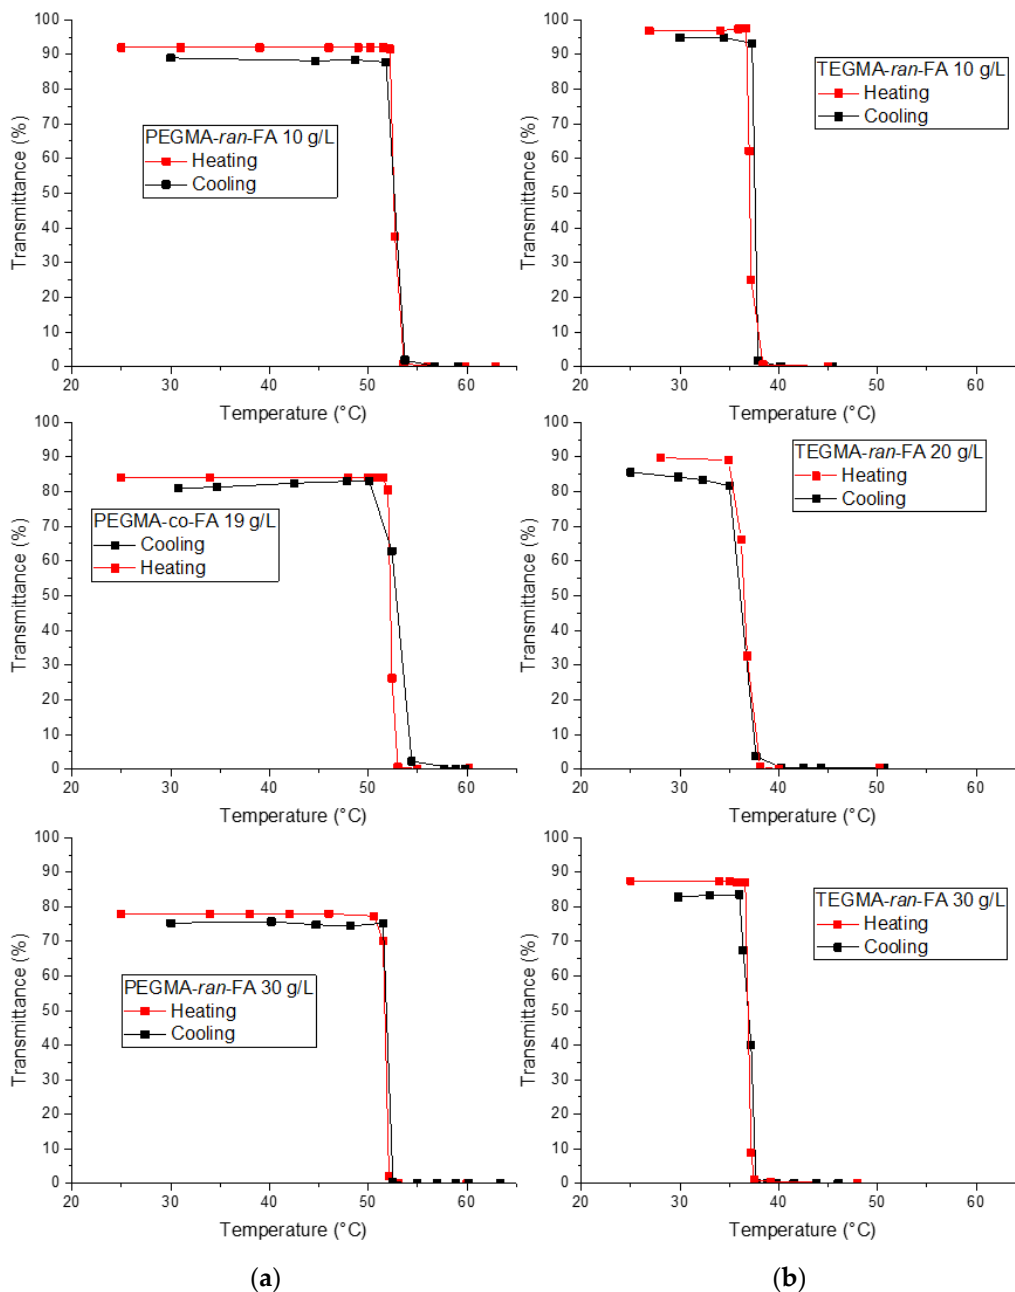 100
90
80
70
60
50
40
30
20
10
0
Transmittance (%)
PEGMA-ran-FA 10 g/L
Heating
Cooling
20 30 40 50 60
Temperature (°C)
100
90
80
70
60
50
40
30
20
10
0
Transmittance (%)
TEGMA-ran-FA 10 g/L
Heating
Cooling
20 30 40 50 60
Temperature (°C)
100
90
80
70
60
50
40
30
20
10
0
Transmittance (%)
PEGMA-co-FA 19 g/L
Cooling
Heating
20 30 40 50 60
Temperature (°C)
100
90
80
70
60
50
40
30
20
10
0
Transmittance (%)
TEGMA-ran-FA 20 g/L
Heating
Cooling
20 30 40 50 60
Temperature (°C)
100
90
80
70
60
50
40
30
20
10
0
Transmittance (%)
PEGMA-ran-FA 30 g/L
Heating
Cooling
20 30 40 50 60
Temperature (°C)
100
90
80
70
60
50
40
30
20
10
0
Transmittance (%)
TEGMA-ran-FA 30 g/L
Heating
Cooling
20 30 40 50 60
Temperature (°C)
(a)
(b)